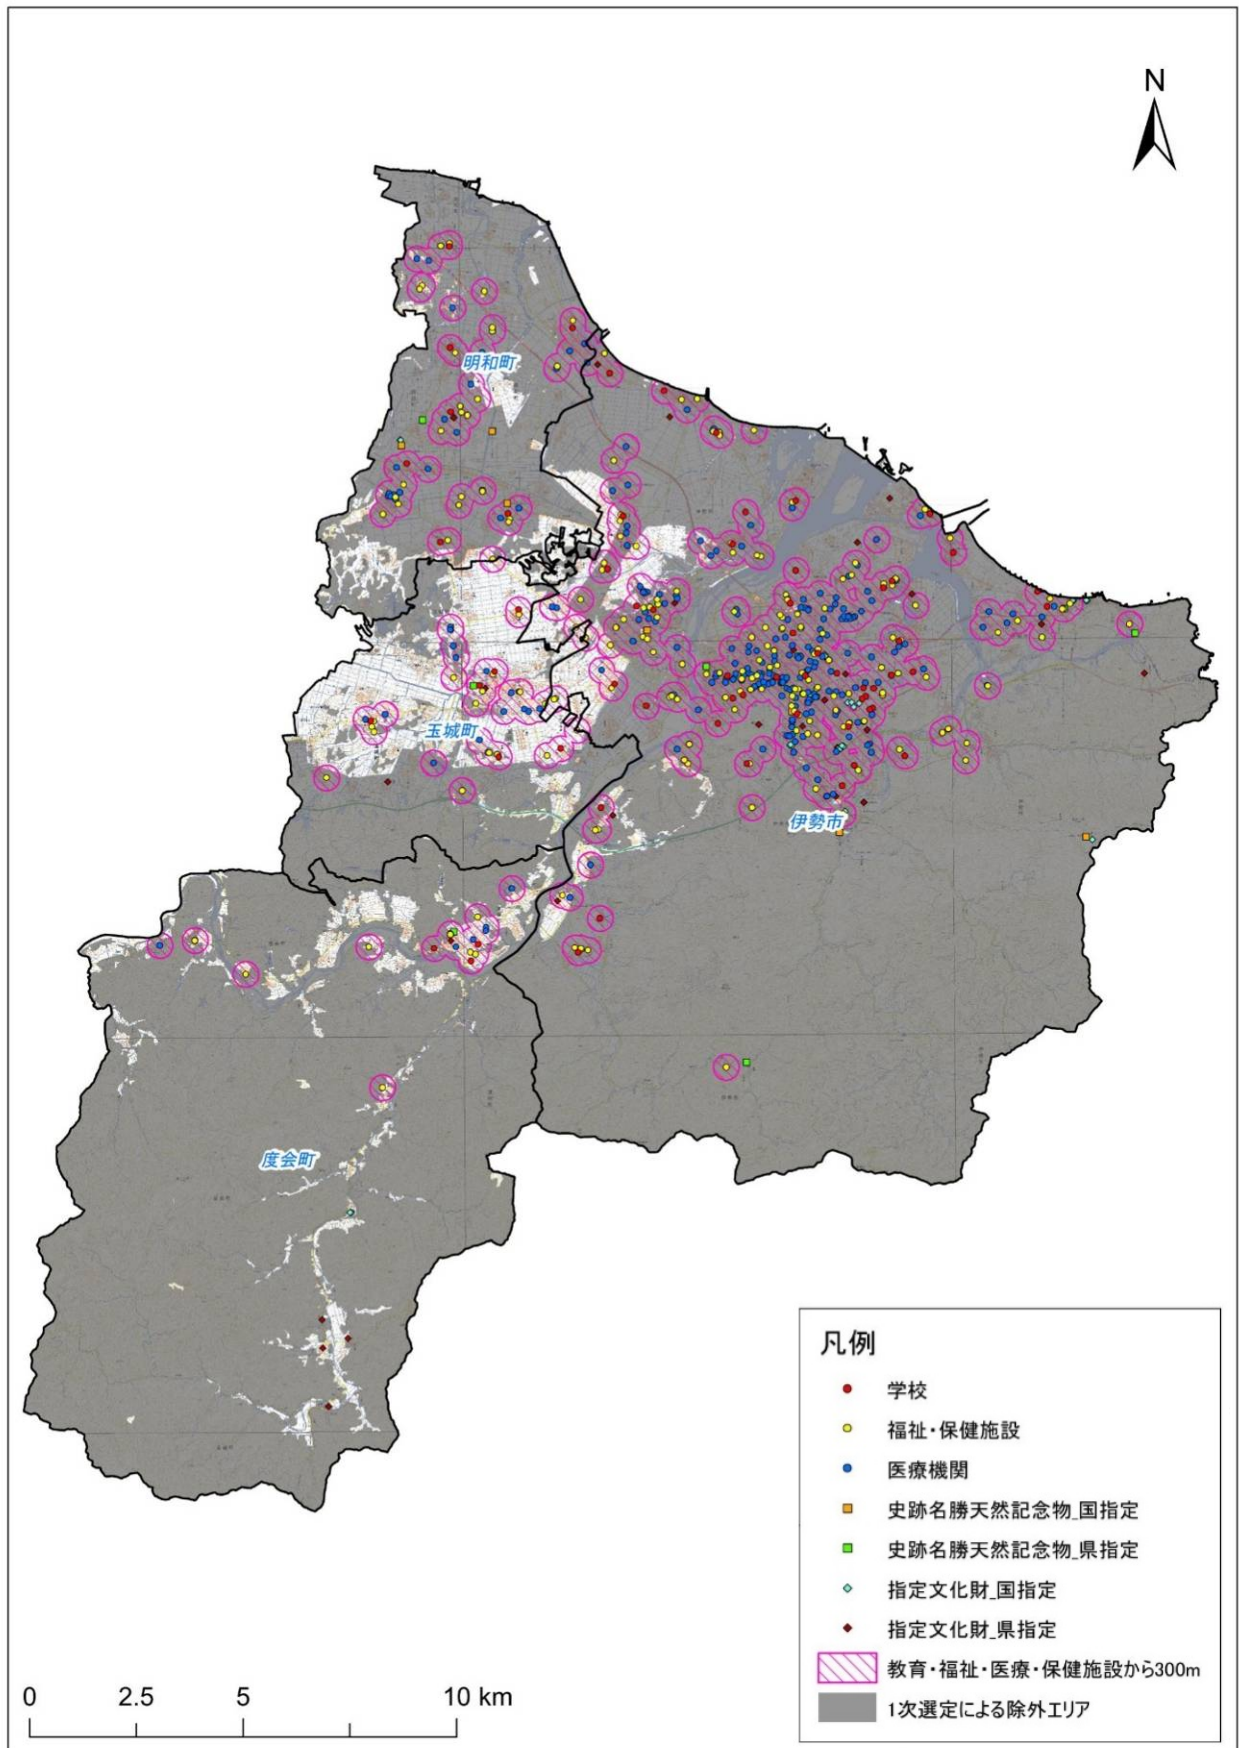 N
明和町
玉城町
伊勢市
度会町
凡例
学校
福祉・保健施設
医療機関
史跡名勝天然記念物_国指定
史跡名勝天然記念物_県指定
指定文化財_国指定
指定文化財_県指定
教育・福祉・医療・保健施設から300m
1次選定による除外エリア
0 2.5 5 10 km